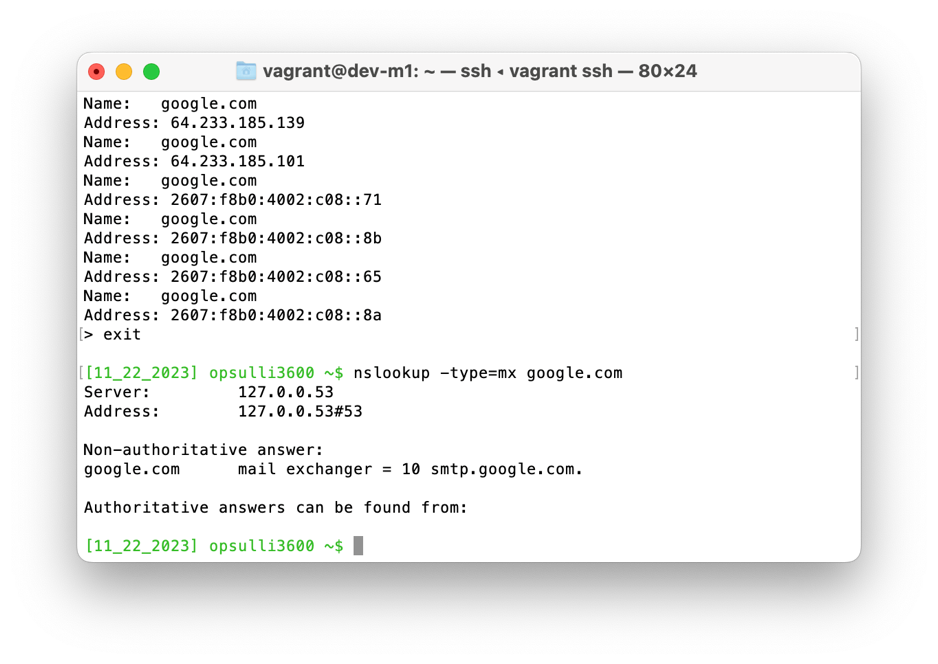 vagrant@dev-m1: ~ — ssh ◂ vagrant ssh — 80×24
Name:   google.com
Address: 64.233.185.139
Name:   google.com
Address: 64.233.185.101
Name:   google.com
Address: 2607:f8b0:4002:c08::71
Name:   google.com
Address: 2607:f8b0:4002:c08::8b
Name:   google.com
Address: 2607:f8b0:4002:c08::65
Name:   google.com
Address: 2607:f8b0:4002:c08::8a
[> exit ]
[[11_22_2023] opsulli3600 ~$ nslookup -type=mx google.com ]
Server:         127.0.0.53
Address:        127.0.0.53#53
Non-authoritative answer:
google.com      mail exchanger = 10 smtp.google.com.
Authoritative answers can be found from:
[11_22_2023] opsulli3600 ~$